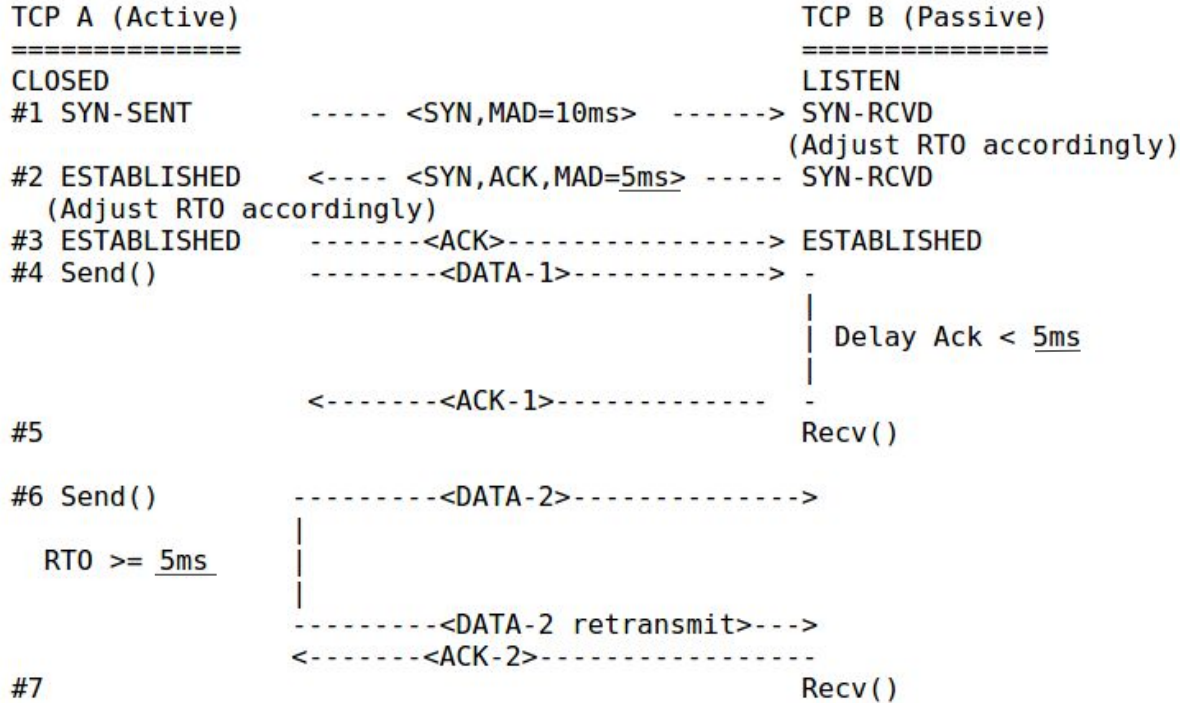 TCP A (Active)                                    TCP B (Passive)
==============                                    ===============
CLOSED                                            LISTEN
#1 SYN-SENT       ----- <SYN,MAD=10ms>  ------> SYN-RCVD
(Adjust RTO accordingly)
#2 ESTABLISHED    <---- <SYN,ACK,MAD=5ms> ----- SYN-RCVD
(Adjust RTO accordingly)
#3 ESTABLISHED    -------<ACK>----------------> ESTABLISHED
#4 Send()         --------<DATA-1>------------> -
|
| Delay Ack < 5ms
|
<-------<ACK-1>-------------  -
#5                                              Recv()
#6 Send()        ---------<DATA-2>-------------->
|
RTO >= 5ms     |
|
---------<DATA-2 retransmit>--->
<-------<ACK-2>-----------------
#7                                              Recv()